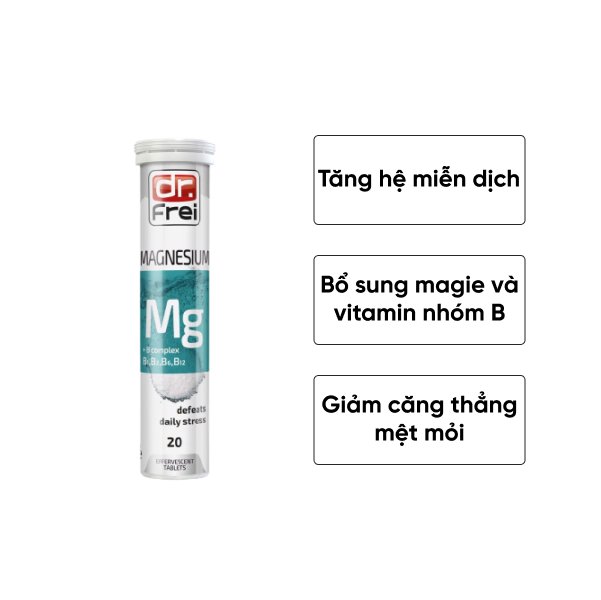 dr.
Frei
MAGNESIUM
Mg
+ B complex
B1,B2,B6,B12
defeats
daily stress
20
EFFERVESCENT
TABLETS
Tăng hệ miễn dịch
Bổ sung magie và
vitamin nhóm B
Giảm căng thẳng
mệt mỏi